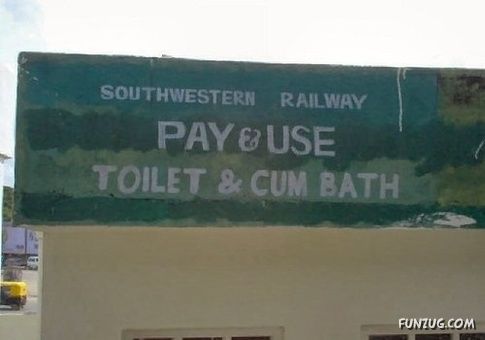 SOUTHWESTERN RAILWAY
PAY & USE
TOILET & CUM BATH
FUNZUG.COM